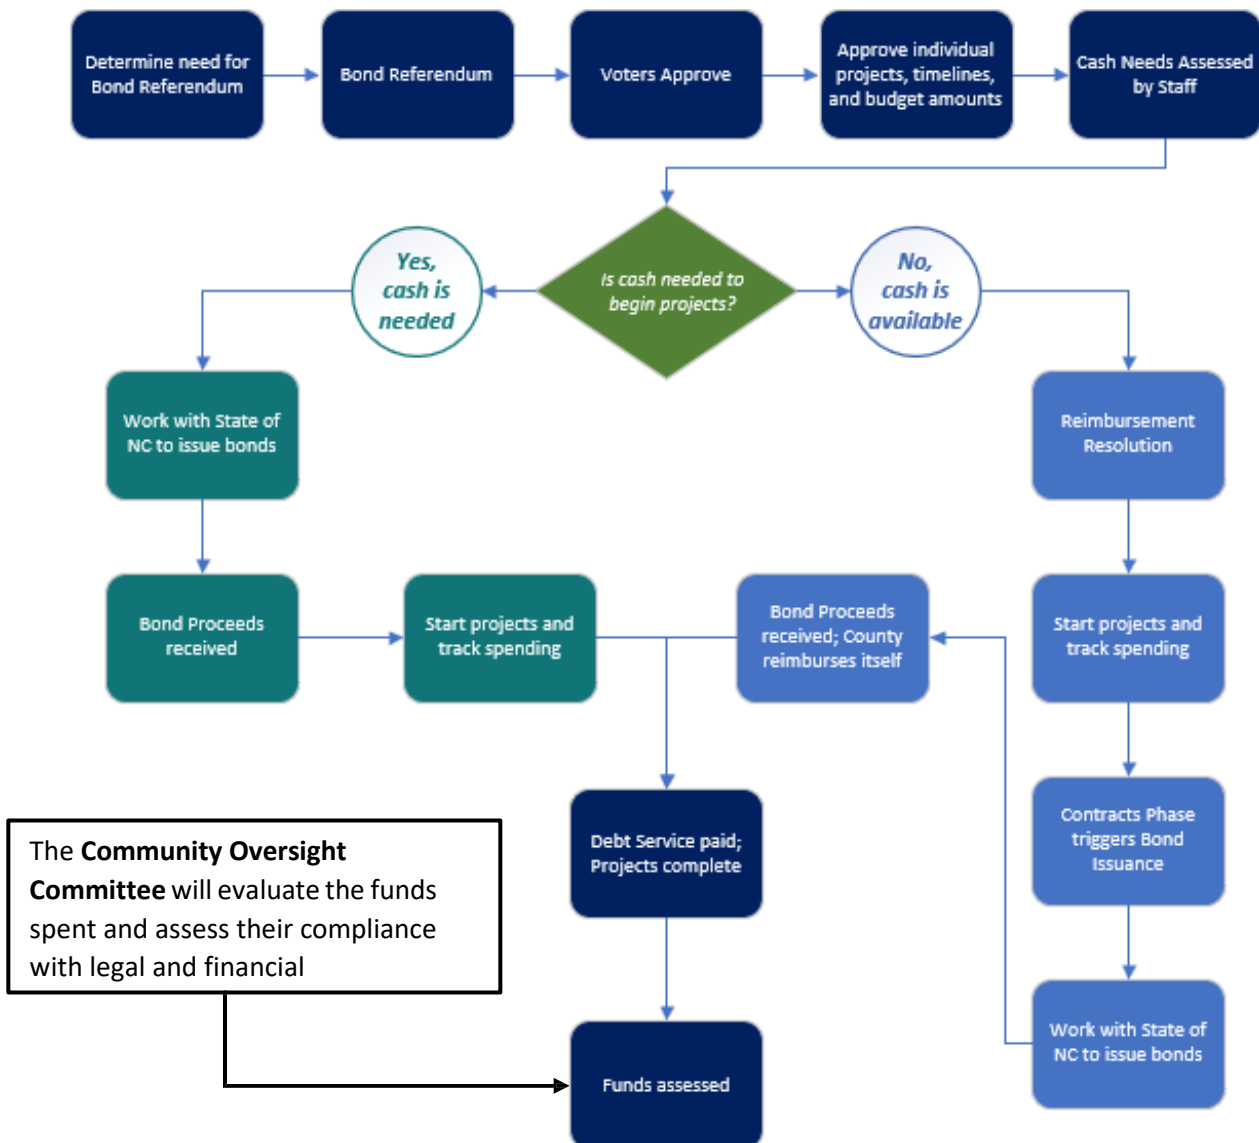 Determine need for
Bond Referendum
Bond Referendum
Voters Approve
Approve individual
projects, timelines,
and budget amounts
Cash Needs Assessed
by Staff
Is cash needed to
begin projects?
Yes,
cash is
needed
No,
cash is
available
Work with State of
NC to issue bonds
Reimbursement
Resolution
Bond Proceeds
received
Start projects and
track spending
Bond Proceeds
received; County
reimburses itself
Start projects and
track spending
Debt Service paid;
Projects complete
Contracts Phase
triggers Bond
Issuance
The Community Oversight
Committee will evaluate the funds
spent and assess their compliance
with legal and financial
Work with State of
NC to issue bonds
Funds assessed